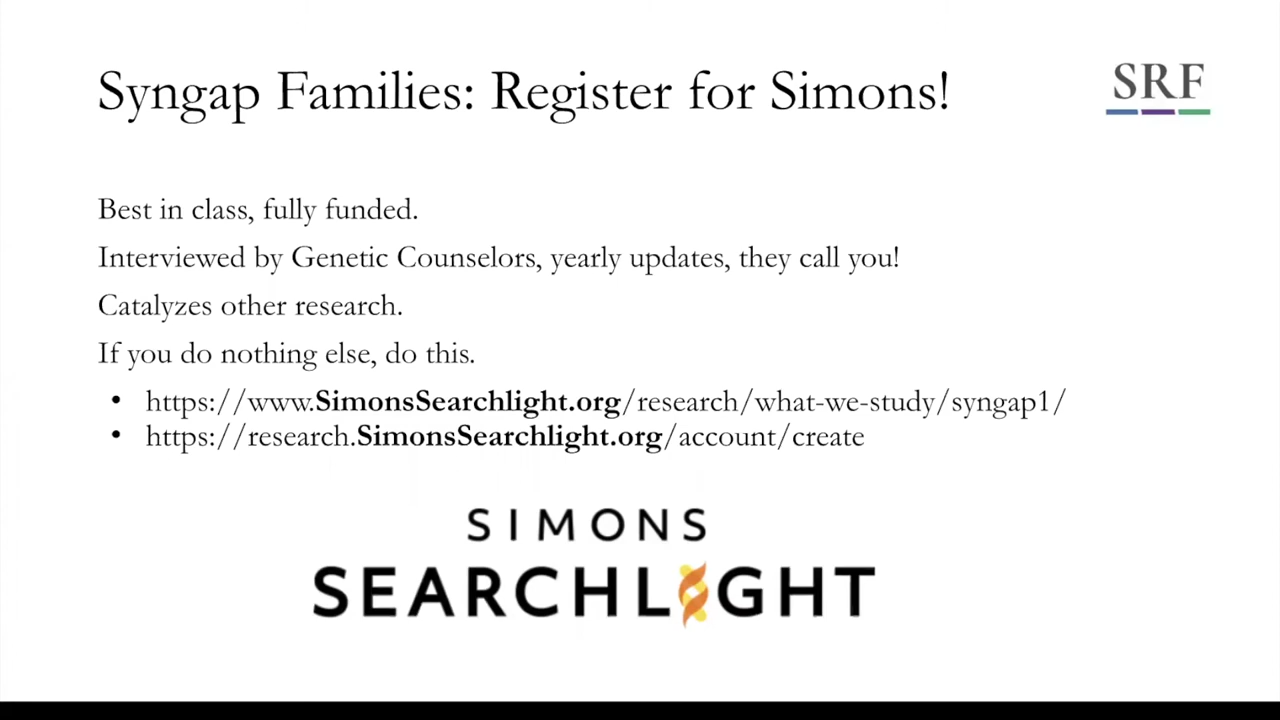 Syngap Families: Register for Simons!
SRF
Best in class, fully funded.
Interviewed by Genetic Counselors, yearly updates, they call you!
Catalyzes other research.
If you do nothing else, do this.
• https://www.SimonsSearchlight.org/research/what-we-study/syngap1/
• https://research.SimonsSearchlight.org/account/create
SIMONS
SEARCHLIGHT